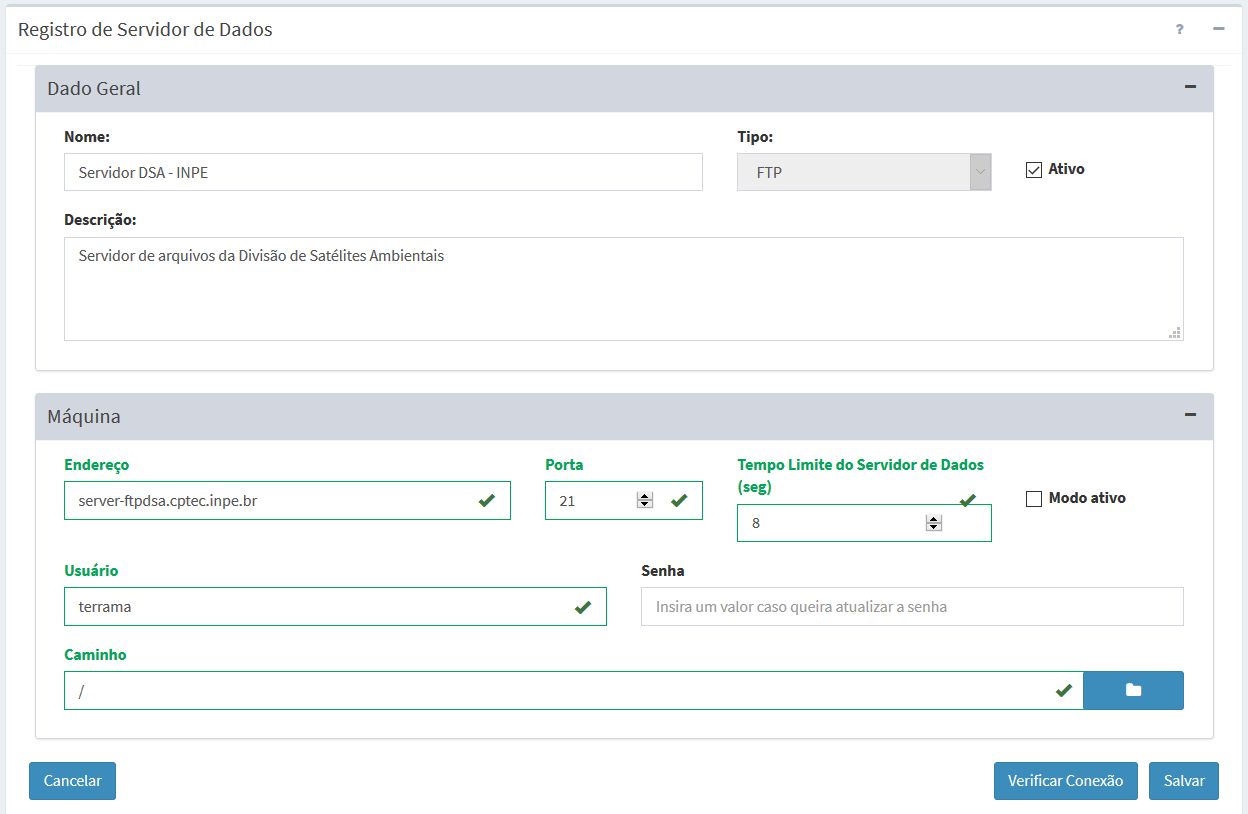 Registro de Servidor de Dados
?
Dado Geral
Nome:
Tipo:
Servidor DSA - INPE
FTP
Ativo
Descrição:
Servidor de arquivos da Divisão de Satélites Ambientais
Máquina
Endereço
Porta
Tempo Limite do Servidor de Dados
(seg)
server-ftpdsa.cptec.inpe.br
21
8
Modo ativo
Usuário
Senha
terrama
Insira um valor caso queira atualizar a senha
Caminho
/
Cancelar
Verificar Conexão
Salvar